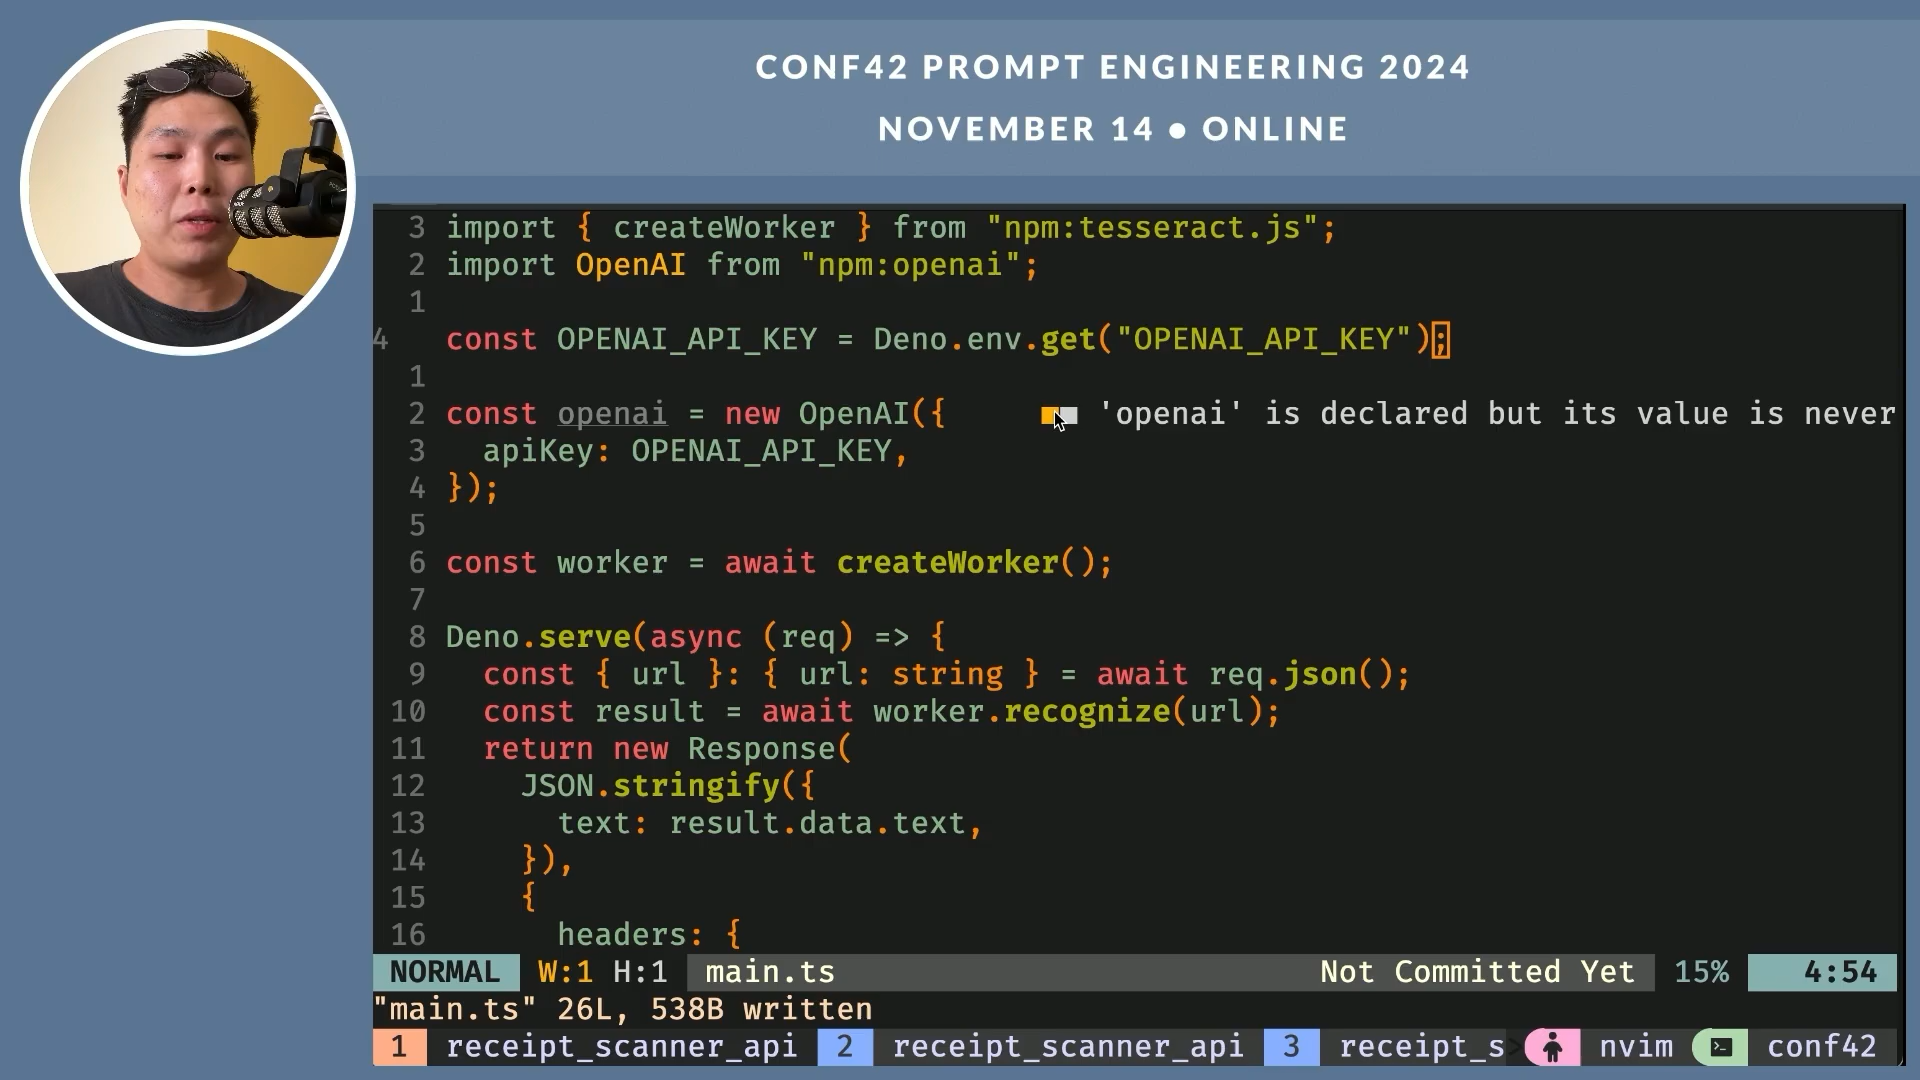 CONF42 PROMPT ENGINEERING 2024
NOVEMBER 14 ● ONLINE
3 import { createWorker } from "npm:tesseract.js";
2 import OpenAI from "npm:openai";
1
4 const OPENAI_API_KEY = Deno.env.get("OPENAI_API_KEY");
1
2 const openai = new OpenAI({ 'openai' is declared but its value is never
3 apiKey: OPENAI_API_KEY,
4 });
5
6 const worker = await createWorker();
7
8 Deno.serve(async (req) => {
9 const { url }: { url: string } = await req.json();
10 const result = await worker.recognize(url);
11 return new Response(
12 JSON.stringify({
13 text: result.data.text,
14 }),
15 {
16 headers: {
NORMAL W:1 H:1 main.ts Not Committed Yet 15% 4:54
"main.ts" 26L, 538B written
1 receipt_scanner_api 2 receipt_scanner_api 3 receipt_s> nvim conf42